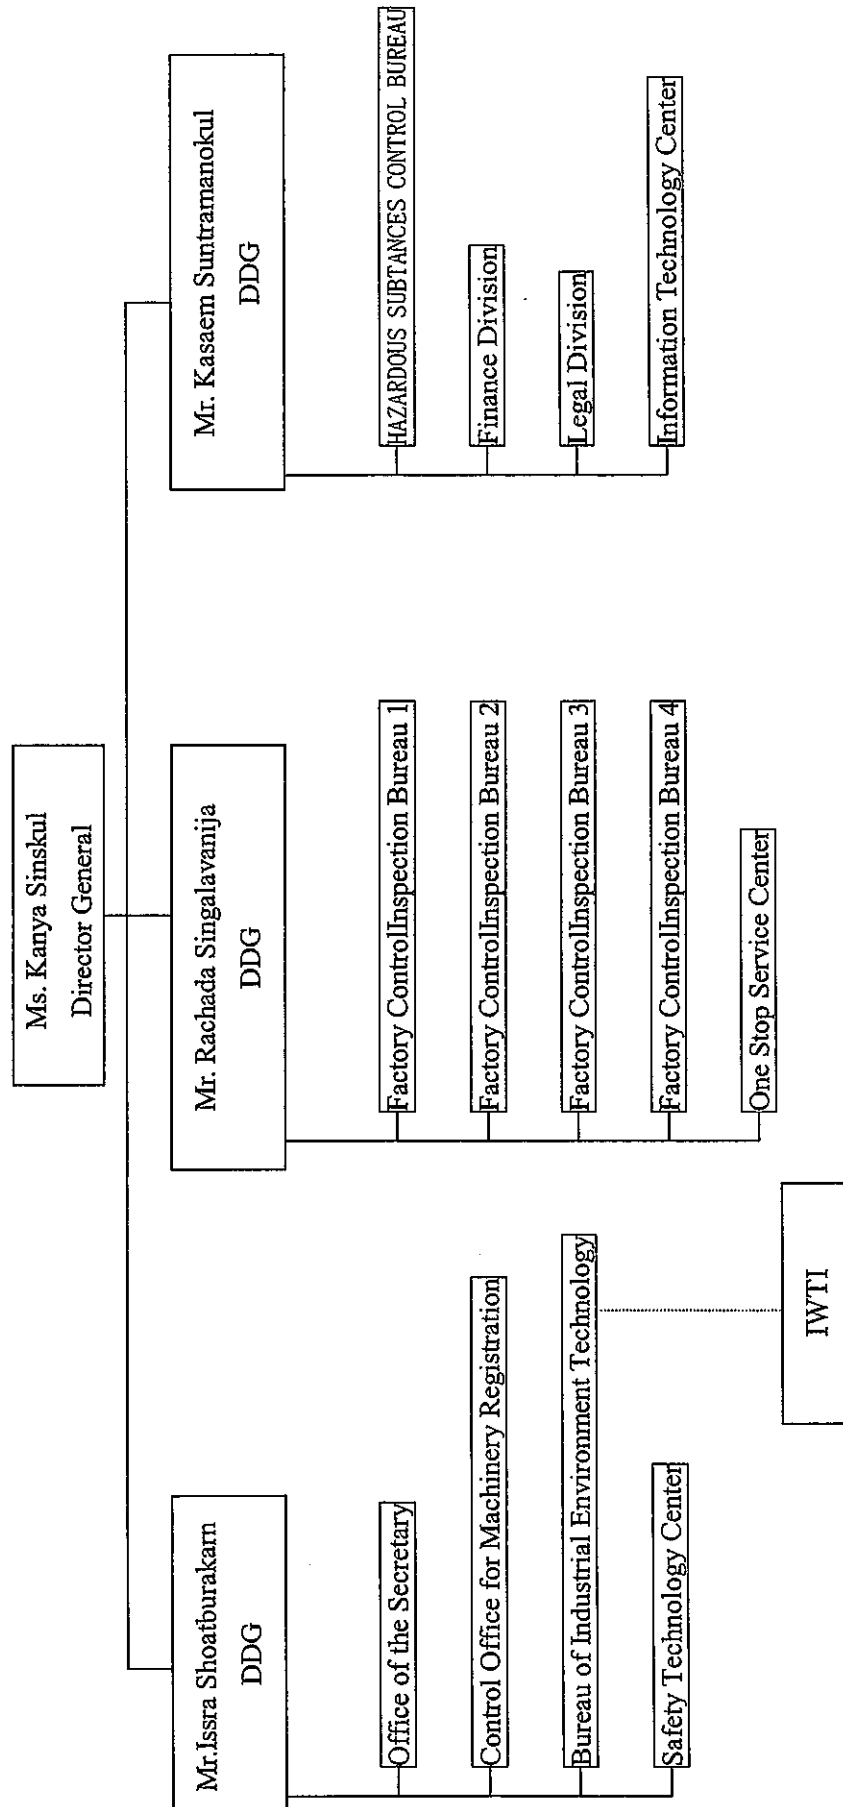 Ms. Kanya Sinskul
Director General
Mr.Issra Shoatburakarn
DDG
Office of the Secretary
Control Office for Machinery Registration
Bureau of Industrial Environment Technology
Safety Technology Center
IWTI
Mr. Rachada Singalavanija
DDG
Factory ControlInspection Bureau 1
Factory ControlInspection Bureau 2
Factory ControlInspection Bureau 3
Factory ControlInspection Bureau 4
One Stop Service Center
Mr. Kasaem Suntramanokul
DDG
HAZARDOUS SUBTANCES CONTROL BUREAU
Finance Division
Legal Division
Information Technology Center